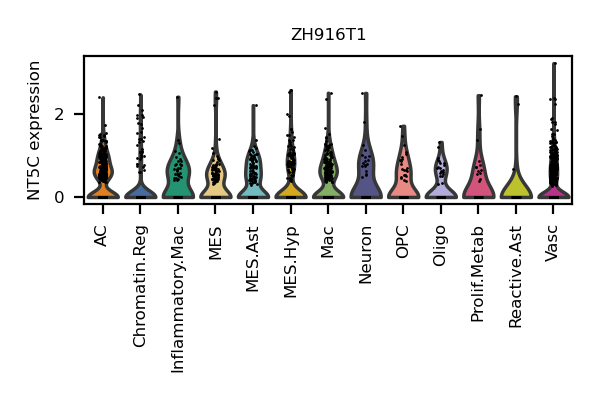 ZH916T1
NT5C expression
2
0
AC
Chromatin.Reg
Inflammatory.Mac
MES
MES.Ast
MES.Hyp
Mac
Neuron
OPC
Oligo
Prolif.Metab
Reactive.Ast
Vasc